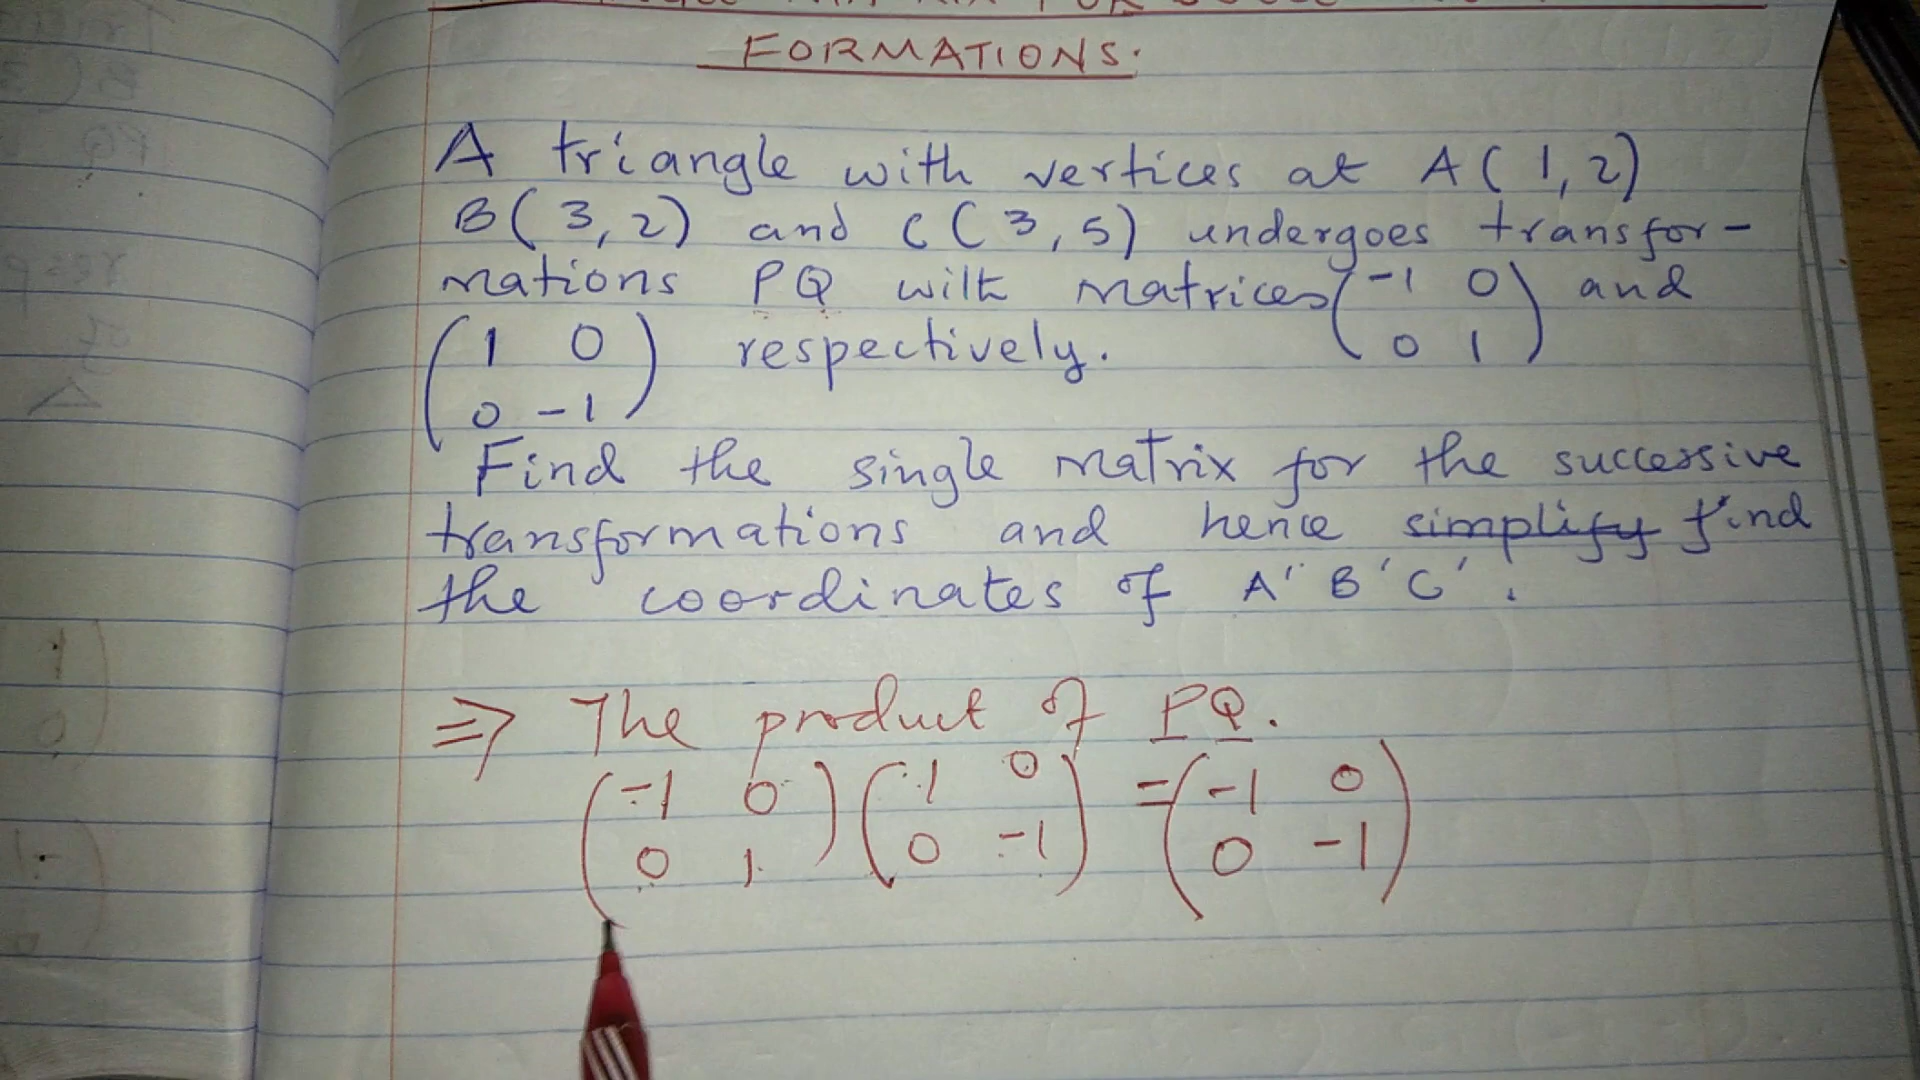 FORMATIONS.
A triangle with vertices at A(1,2)
B(3,2) and C(3,5) undergoes transfor-
mations PQ with matrices (-1 0
0 1) and
(1 0
0 -1) respectively.
Find the single matrix for the successive
transformations and hence simplify find
the coordinates of A' B' C'.
⇒ The product of PQ.
(-1 0
0 1) (1 0
0 -1) = (-1 0
0 -1)